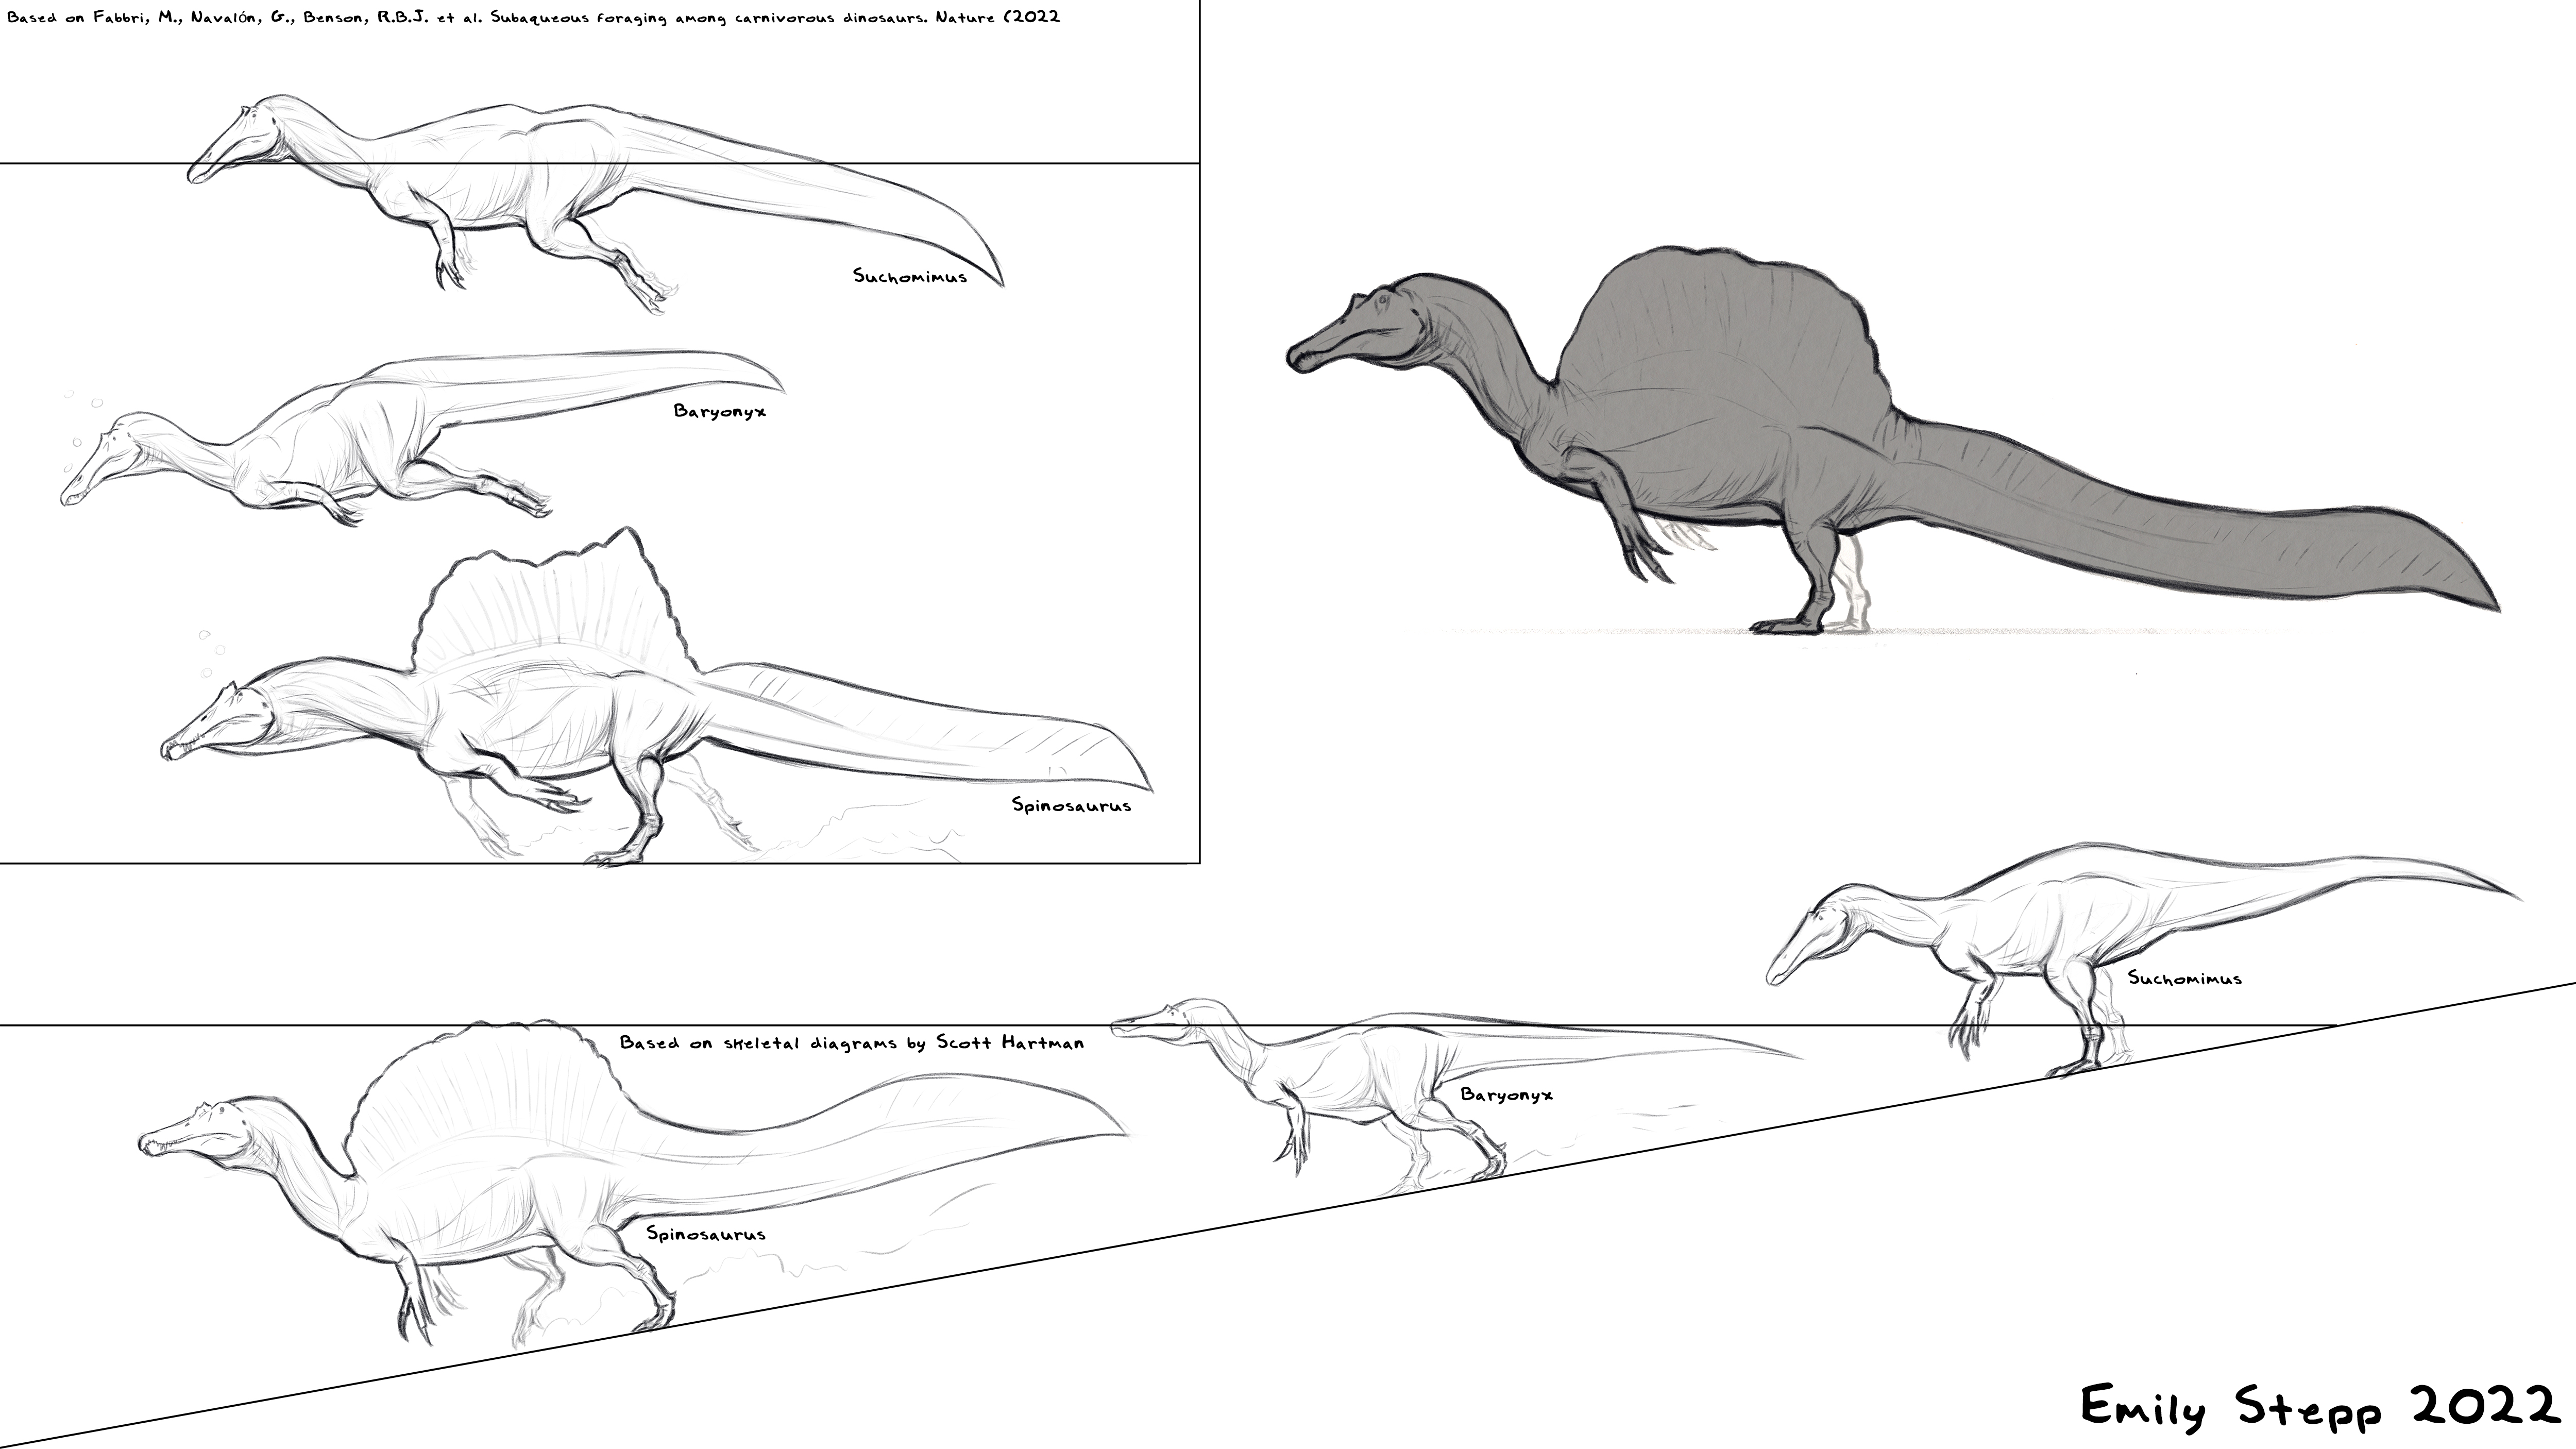 Based on Fabbri, M., Navalón, G., Benson, R.B.J. et al. Subaqueous foraging among carnivorous dinosaurs. Nature (2022
Suchomimus
Baryonyx
Spinosaurus
Suchomimus
Based on skeletal diagrams by Scott Hartman
Baryonyx
Spinosaurus
Emily Stepp 2022